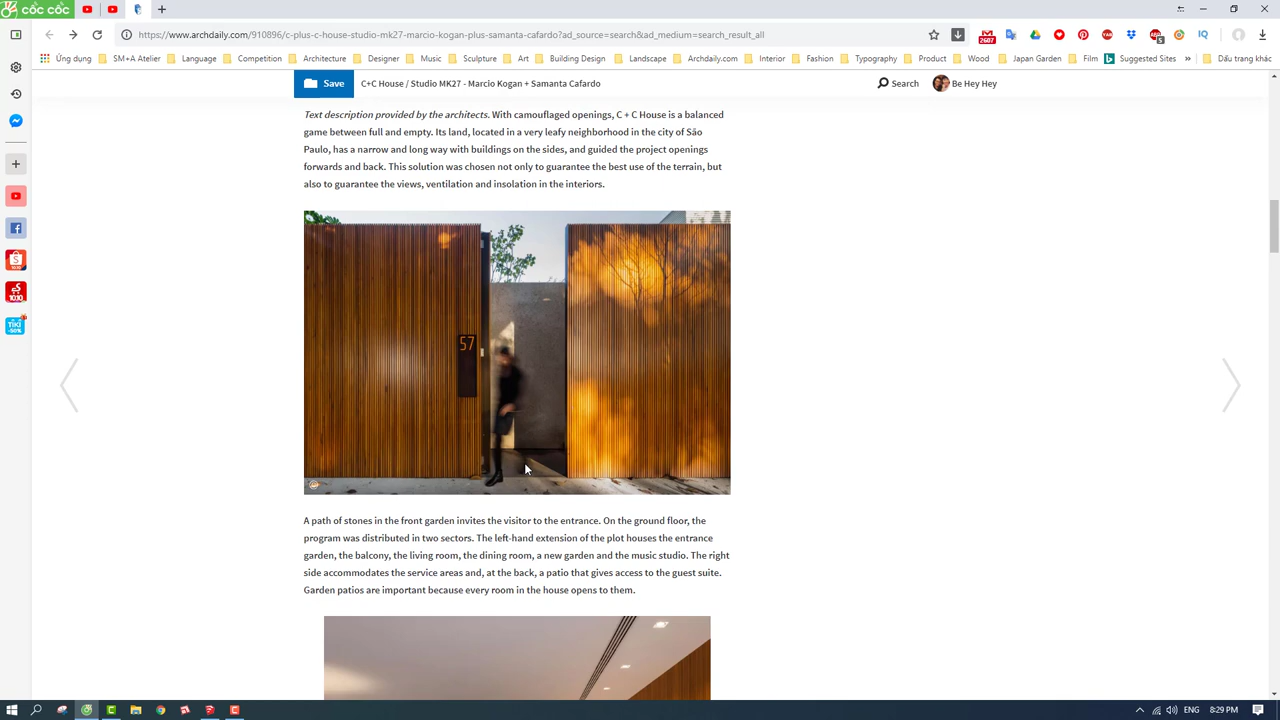 cốc cốc
https://www.archdaily.com/910896/c-plus-c-house-studio-mk27-marcio-kogan-plus-samanta-cafardo?ad_source=search&ad_medium=search_result_all
2607
5
Ứng dụng SM+A Atelier Language Competition Architecture Designer Music Sculpture Art Building Design Landscape Archdaily.com Interior Fashion Typography Product Wood Japan Garden Film Suggested Sites » Dấu trang khác
Save C+C House / Studio MK27 - Marcio Kogan + Samanta Cafardo Search Be Hey Hey
Text description provided by the architects. With camouflaged openings, C + C House is a balanced
game between full and empty. Its land, located in a very leafy neighborhood in the city of São
Paulo, has a narrow and long way with buildings on the sides, and guided the project openings
forwards and back. This solution was chosen not only to guarantee the best use of the terrain, but
also to guarantee the views, ventilation and insolation in the interiors.
57
10.10
TIKI
-50%
A path of stones in the front garden invites the visitor to the entrance. On the ground floor, the
program was distributed in two sectors. The left-hand extension of the plot houses the entrance
garden, the balcony, the living room, the dining room, a new garden and the music studio. The right
side accommodates the service areas and, at the back, a patio that gives access to the guest suite.
Garden patios are important because every room in the house opens to them.
ENG 8:29 PM